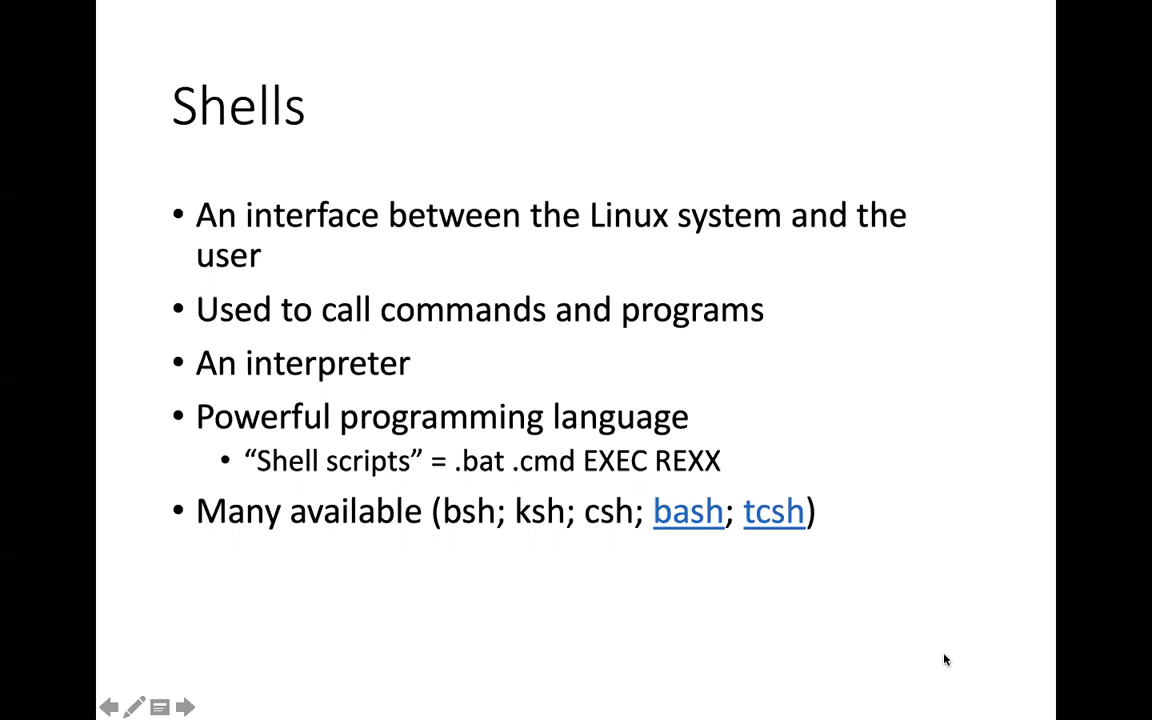 Shells
• An interface between the Linux system and the
user
• Used to call commands and programs
• An interpreter
• Powerful programming language
• “Shell scripts” = .bat .cmd EXEC REXX
• Many available (bsh; ksh; csh; bash; tcsh)